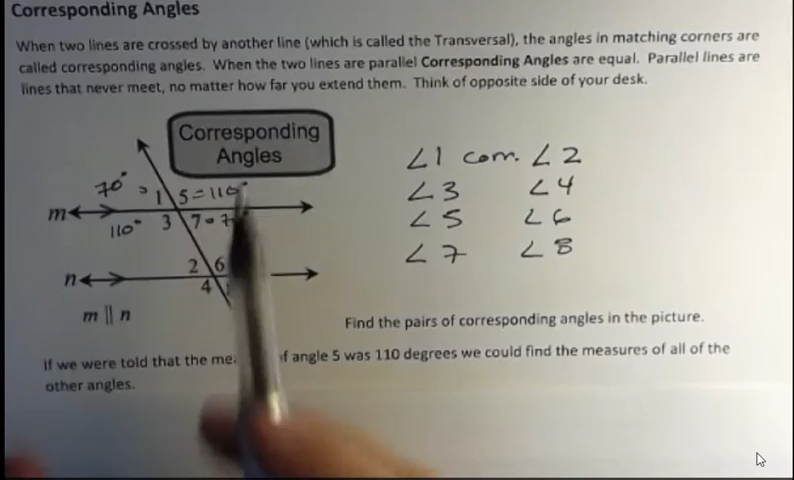 Corresponding Angles
When two lines are crossed by another line (which is called the Transversal), the angles in matching corners are
called corresponding angles. When the two lines are parallel Corresponding Angles are equal. Parallel lines are
lines that never meet, no matter how far you extend them. Think of opposite side of your desk.
Corresponding
Angles
∠1 corr. ∠2
∠3 ∠4
∠5 ∠6
∠7 ∠8
70° 1 5=110°
m 110° 3 7=7
n 2 6
4
m || n
Find the pairs of corresponding angles in the picture.
If we were told that the f angle 5 was 110 degrees we could find the measures of all of the
other angles.